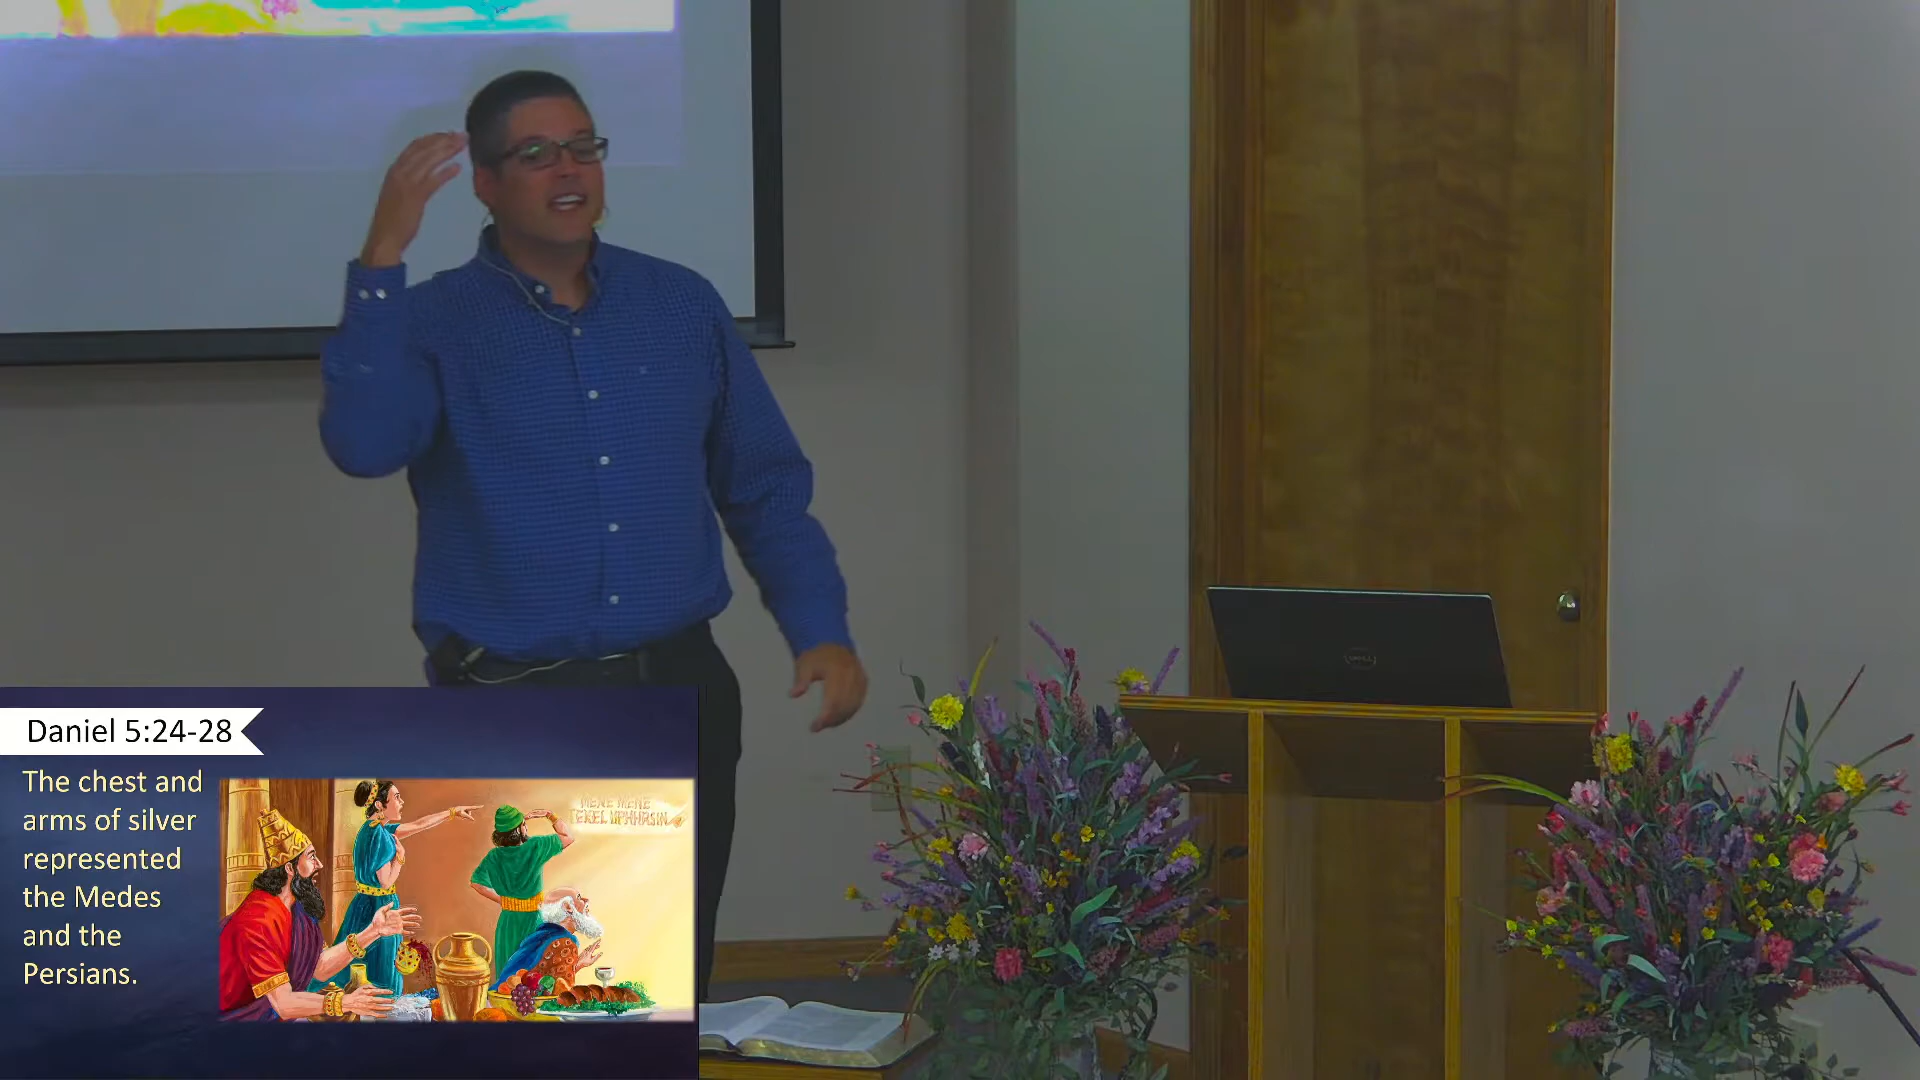 Daniel 5:24-28
The chest and
arms of silver
represented
the Medes
and the
Persians.
MENE MENE
TEKEL UPHARSIN
DELL